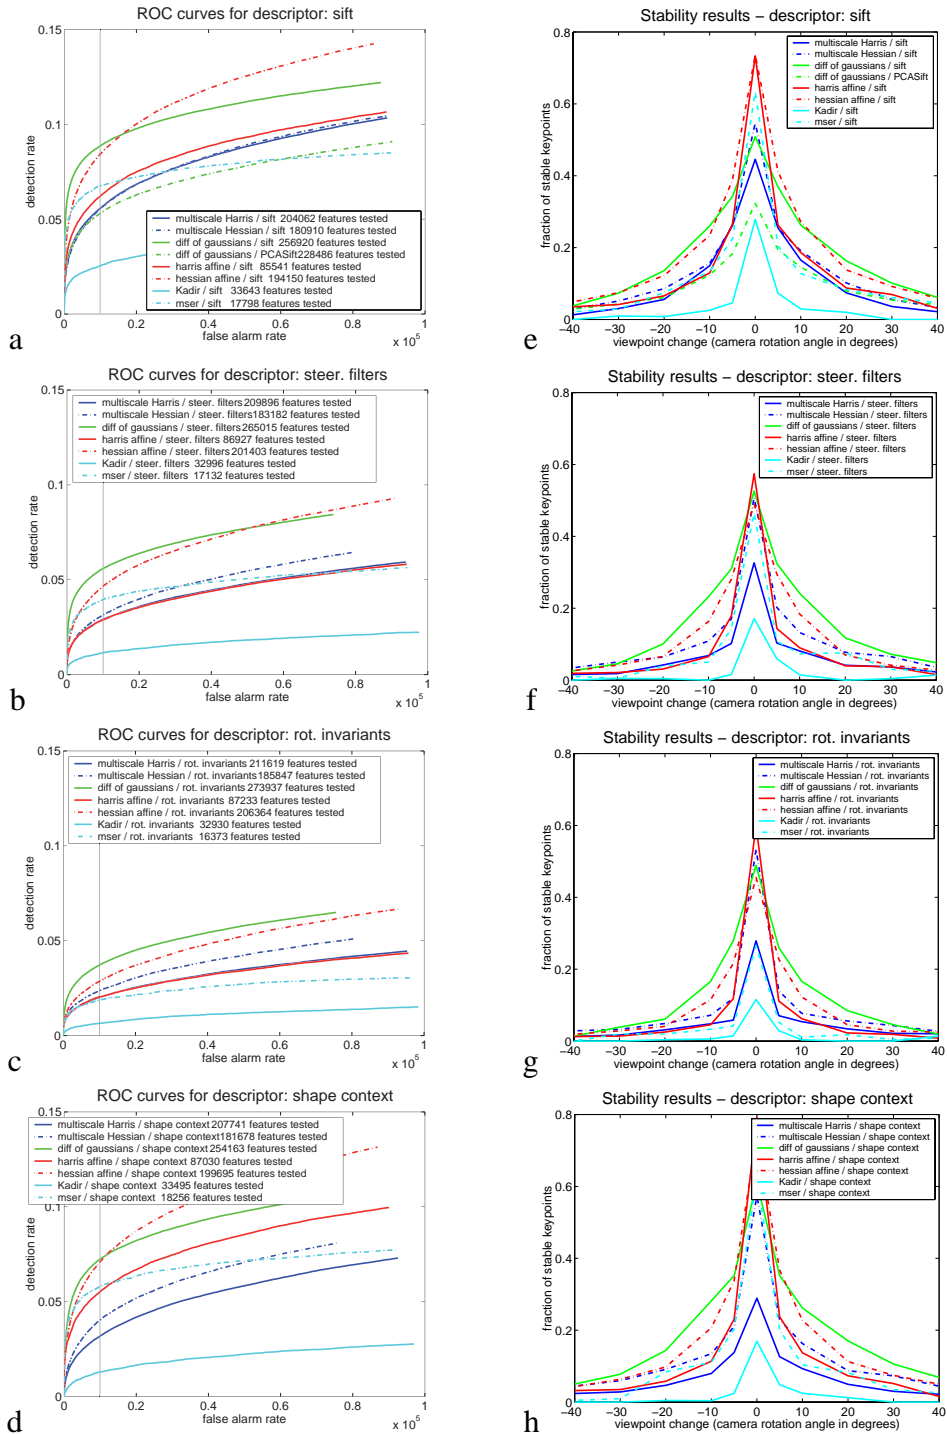 ROC curves for descriptor: sift
0.15
0.1
0.05
0
detection rate
multiscale Harris / sift 204062 features tested
multiscale Hessian / sift 180910 features tested
diff of gaussians / sift 256920 features tested
diff of gaussians / PCASift228486 features tested
harris affine / sift 85541 features tested
hessian affine / sift 194150 features tested
Kadir / sift 33643 features tested
mser / sift 17798 features tested
0 0.2 0.4 0.6 0.8 1
false alarm rate
x 10^5
a
Stability results – descriptor: sift
0.8
0.6
0.4
0.2
0
fraction of stable keypoints
multiscale Harris / sift
multiscale Hessian / sift
diff of gaussians / sift
diff of gaussians / PCASift
harris affine / sift
hessian affine / sift
Kadir / sift
mser / sift
−40 −30 −20 −10 0 10 20 30 40
viewpoint change (camera rotation angle in degrees)
e
ROC curves for descriptor: steer. filters
0.15
0.1
0.05
0
detection rate
multiscale Harris / steer. filters 209896 features tested
multiscale Hessian / steer. filters183182 features tested
diff of gaussians / steer. filters265015 features tested
harris affine / steer. filters 86927 features tested
hessian affine / steer. filters201403 features tested
Kadir / steer. filters 32996 features tested
mser / steer. filters 17132 features tested
0 0.2 0.4 0.6 0.8 1
false alarm rate
x 10^5
b
Stability results – descriptor: steer. filters
0.8
0.6
0.4
0.2
0
fraction of stable keypoints
multiscale Harris / steer. filters
multiscale Hessian / steer. filters
diff of gaussians / steer. filters
harris affine / steer. filters
hessian affine / steer. filters
Kadir / steer. filters
mser / steer. filters
−40 −30 −20 −10 0 10 20 30 40
viewpoint change (camera rotation angle in degrees)
f
ROC curves for descriptor: rot. invariants
0.15
0.1
0.05
0
detection rate
multiscale Harris / rot. invariants 211619 features tested
multiscale Hessian / rot. invariants185847 features tested
diff of gaussians / rot. invariants 273937 features tested
harris affine / rot. invariants 87233 features tested
hessian affine / rot. invariants 206364 features tested
Kadir / rot. invariants 32930 features tested
mser / rot. invariants 16373 features tested
0 0.2 0.4 0.6 0.8 1
false alarm rate
x 10^5
c
Stability results – descriptor: rot. invariants
0.8
0.6
0.4
0.2
0
fraction of stable keypoints
multiscale Harris / rot. invariants
multiscale Hessian / rot. invariants
diff of gaussians / rot. invariants
harris affine / rot. invariants
hessian affine / rot. invariants
Kadir / rot. invariants
mser / rot. invariants
−40 −30 −20 −10 0 10 20 30 40
viewpoint change (camera rotation angle in degrees)
g
ROC curves for descriptor: shape context
0.15
0.1
0.05
0
detection rate
multiscale Harris / shape context 207741 features tested
multiscale Hessian / shape context181678 features tested
diff of gaussians / shape context 254163 features tested
harris affine / shape context 87030 features tested
hessian affine / shape context 199695 features tested
Kadir / shape context 33495 features tested
mser / shape context 18256 features tested
0 0.2 0.4 0.6 0.8 1
false alarm rate
x 10^5
d
Stability results – descriptor: shape context
0.8
0.6
0.4
0.2
0
fraction of stable keypoints
multiscale Harris / shape context
multiscale Hessian / shape context
diff of gaussians / shape context
harris affine / shape context
hessian affine / shape context
Kadir / shape context
mser / shape context
−40 −30 −20 −10 0 10 20 30 40
viewpoint change (camera rotation angle in degrees)
h